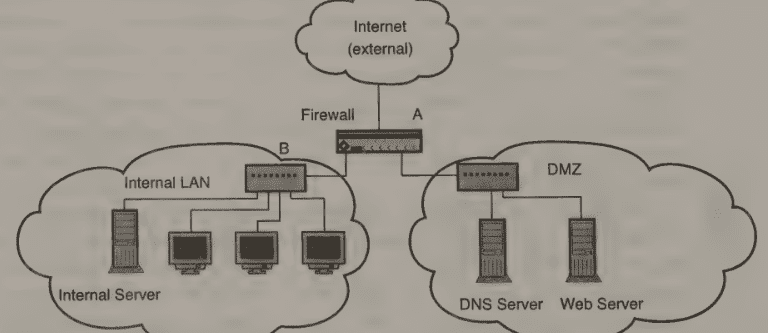 Internet
(external)
Firewall A
B
Internal LAN
DMZ
Internal Server
DNS Server Web Server